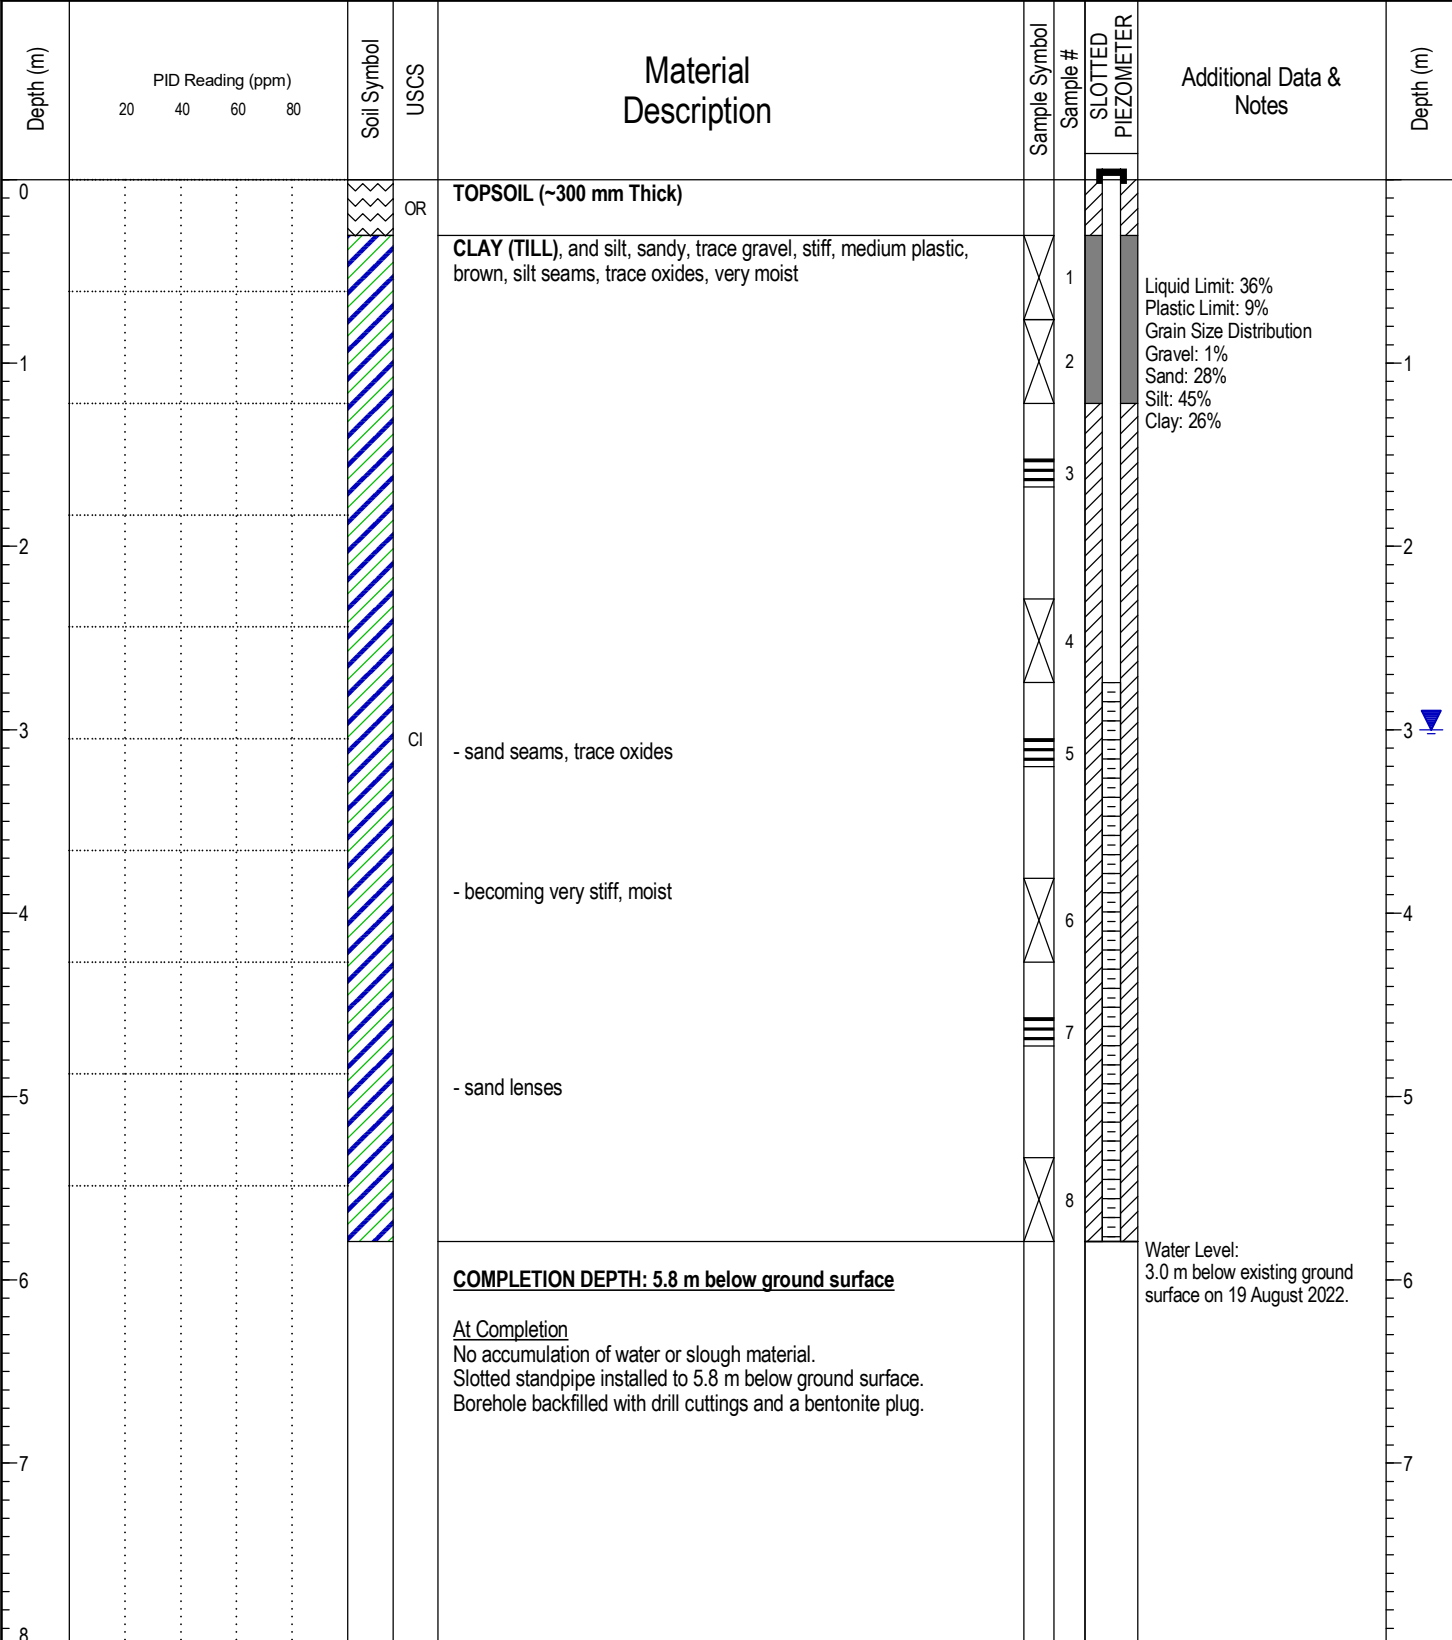 Depth (m)
PID Reading (ppm)
20 40 60 80
Soil Symbol
USCS
Material
Description
Sample Symbol
Sample #
SLOTTED
PIEZOMETER
Additional Data &
Notes
Depth (m)
0
OR
TOPSOIL (~300 mm Thick)
CLAY (TILL), and silt, sandy, trace gravel, stiff, medium plastic,
brown, silt seams, trace oxides, very moist
1
Liquid Limit: 36%
Plastic Limit: 9%
Grain Size Distribution
Gravel: 1%
Sand: 28%
Silt: 45%
Clay: 26%
1
2
1
3
2
2
4
3
CI
- sand seams, trace oxides
5
3
- becoming very stiff, moist
4
6
4
7
5
- sand lenses
5
8
Water Level:
3.0 m below existing ground
surface on 19 August 2022.
6
COMPLETION DEPTH: 5.8 m below ground surface
6
At Completion
No accumulation of water or slough material.
Slotted standpipe installed to 5.8 m below ground surface.
Borehole backfilled with drill cuttings and a bentonite plug.
7
7
8